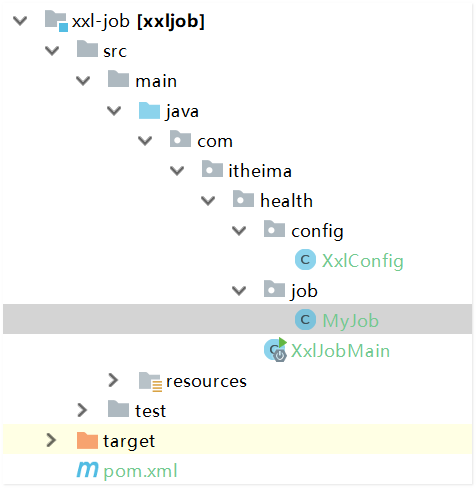 xxl-job [xxljob]
src
main
java
com
itheima
health
config
C XxlConfig
job
C MyJob
C XxlJobMain
resources
test
target
m pom.xml